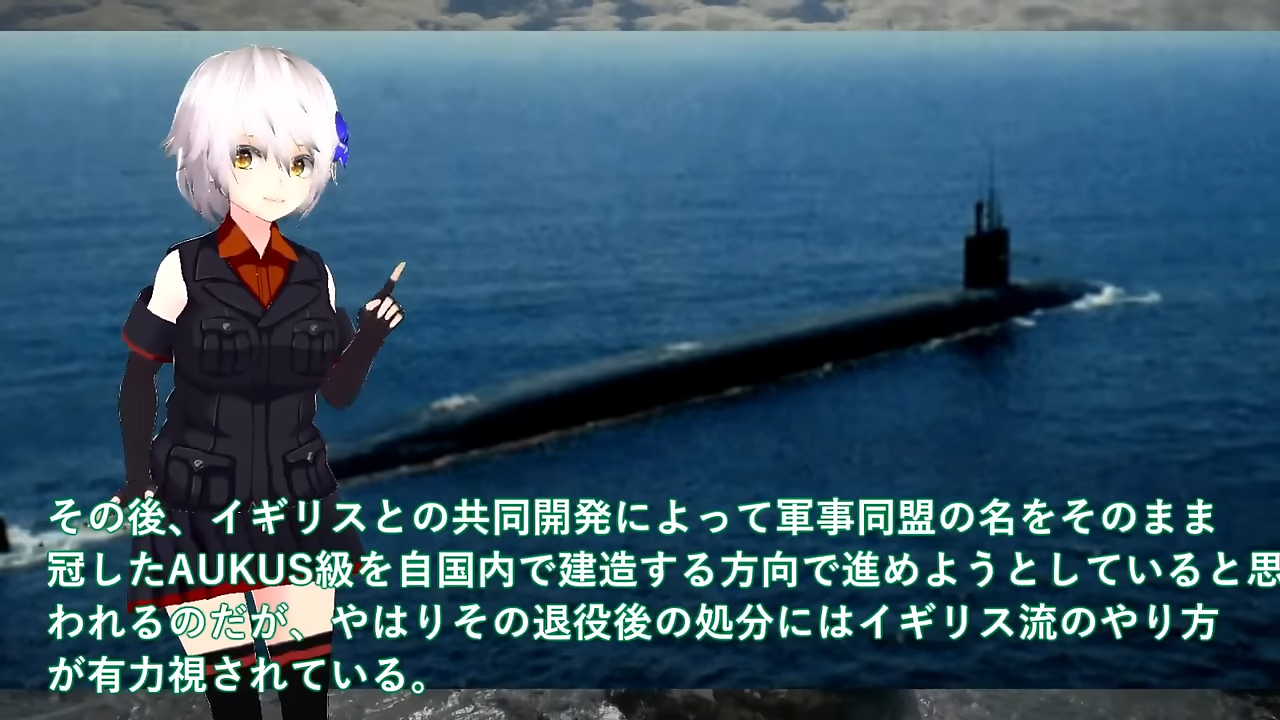 その後、イギリスとの共同開発によって軍事同盟の名をそのまま
冠したAUKUS級を自国内で建造する方向で進めようとしていると思
われるのだが、やはりその退役後の処分にはイギリス流のやり方
が有力視されている。